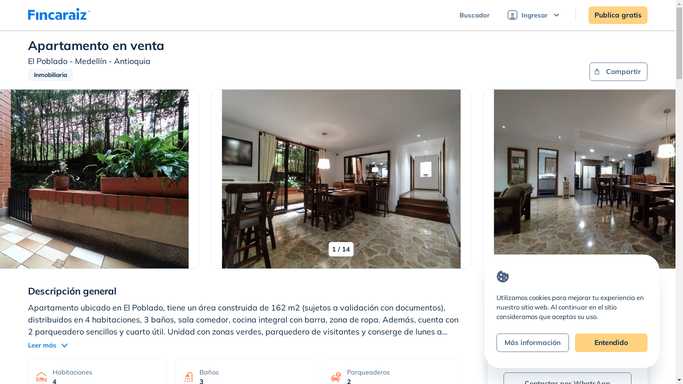 Fincaraiz
Buscador
Ingresar
Publica gratis
Apartamento en venta
El Poblado - Medellín - Antioquia
Inmobiliaria
Compartir
1 / 14
Descripción general
Apartamento ubicado en El Poblado, tiene un área construida de 162 m2 (sujetos a validación con documentos),
distribuidos en 4 habitaciones, 3 baños, sala comedor, cocina integral con barra, zona de ropa. Además, cuenta con
2 parqueadero sencillos y cuarto útil. Unidad con zonas verdes, parquedero de visitantes y conserge de lunes a...
Leer más
Habitaciones
4
Baños
3
Parqueaderos
2
Utilizamos cookies para mejorar tu experiencia en
nuestro sitio web. Al continuar en el sitio
consideramos que aceptas su uso.
Más información
Entendido
Contactar por WhatsApp